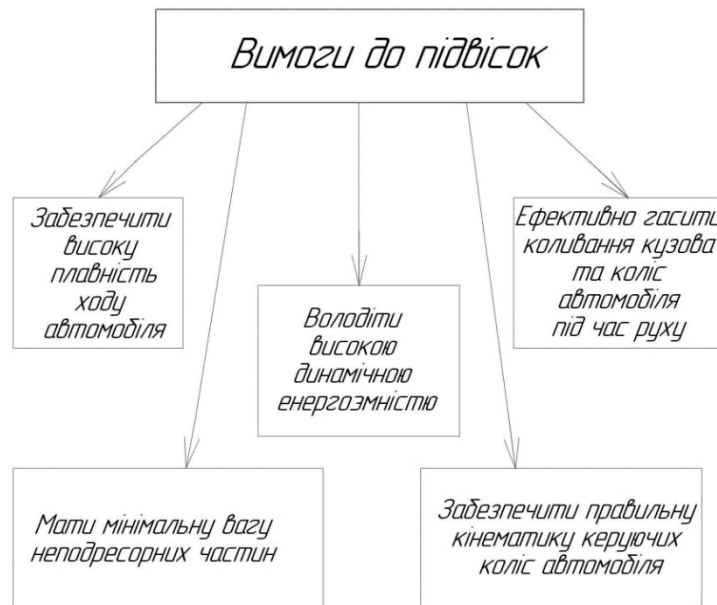 Вимоги до підвісок
Забезпечити
високу
плавність
ходу
автомобіля
Ефективно гасити
коливання кузова
та коліс
автомобіля
під час руху
Володіти
високою
динамічною
енергоэмністю
Мати мінімальну вагу
неподресорних частин
Забезпечити правильну
кінематику керуючих
коліс автомобіля